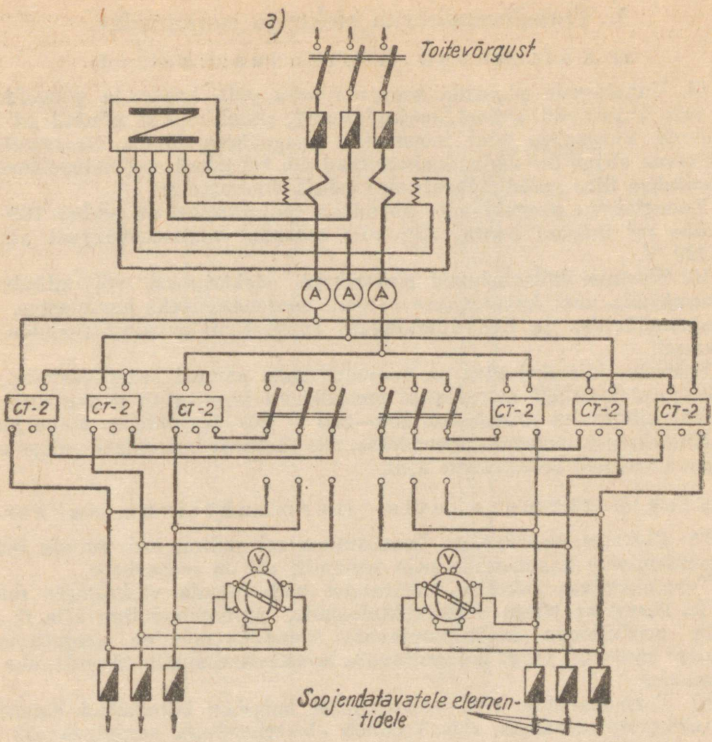 a)
Toitevõrgust
A A A
CT-2 CT-2 CT-2 CT-2 CT-2 CT-2
V V
Soojendatavatele elemen-
tidele